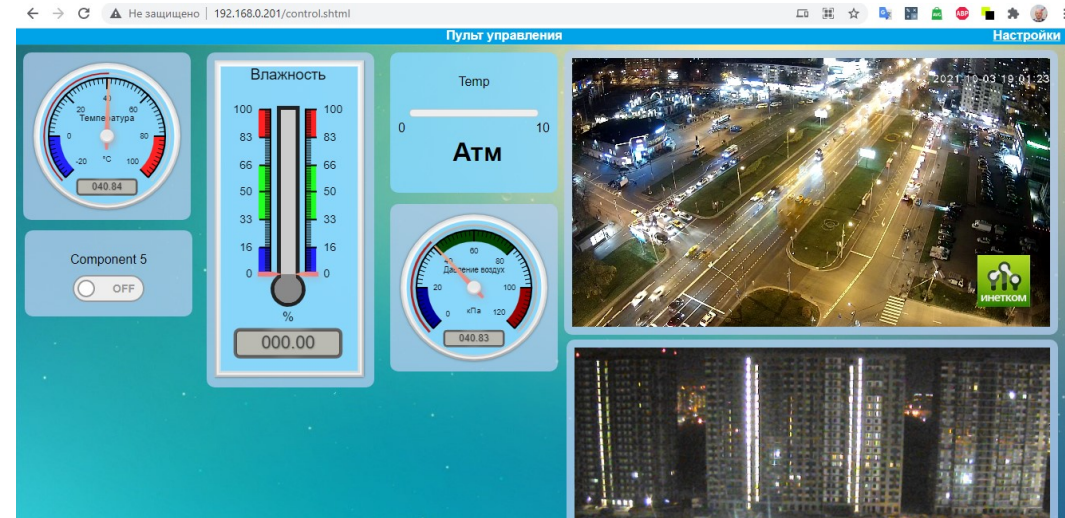 Не защищено
192.168.0.201/control.shtml
ABP
Пульт управления
Настройки
20 40 60
Температура
0 80
-20 °C 100
040.84
Component 5
OFF
Влажность
100 100
83 83
66 66
50 50
33 33
16 16
0 0
%
000.00
Temp
0 10
Атм
40 60 80
Давление воздух
20 100
0 кПа 120
040.83
2021-10-03 19:01:23
инетком